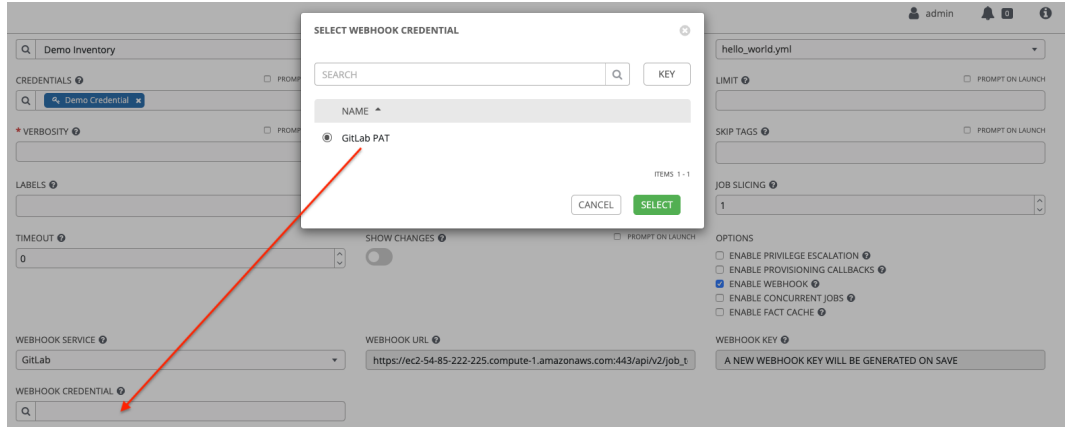 admin
0
SELECT WEBHOOK CREDENTIAL
SEARCH
KEY
NAME
GitLab PAT
ITEMS 1 - 1
CANCEL
SELECT
Demo Inventory
hello_world.yml
CREDENTIALS
PROMP
LIMIT
PROMPT ON LAUNCH
Demo Credential
* VERBOSITY
PROMP
SKIP TAGS
PROMPT ON LAUNCH
LABELS
JOB SLICING
1
TIMEOUT
SHOW CHANGES
PROMPT ON LAUNCH
OPTIONS
0
ENABLE PRIVILEGE ESCALATION
ENABLE PROVISIONING CALLBACKS
ENABLE WEBHOOK
ENABLE CONCURRENT JOBS
ENABLE FACT CACHE
WEBHOOK SERVICE
WEBHOOK URL
WEBHOOK KEY
GitLab
https://ec2-54-85-222-225.compute-1.amazonaws.com:443/api/v2/job_t
A NEW WEBHOOK KEY WILL BE GENERATED ON SAVE
WEBHOOK CREDENTIAL